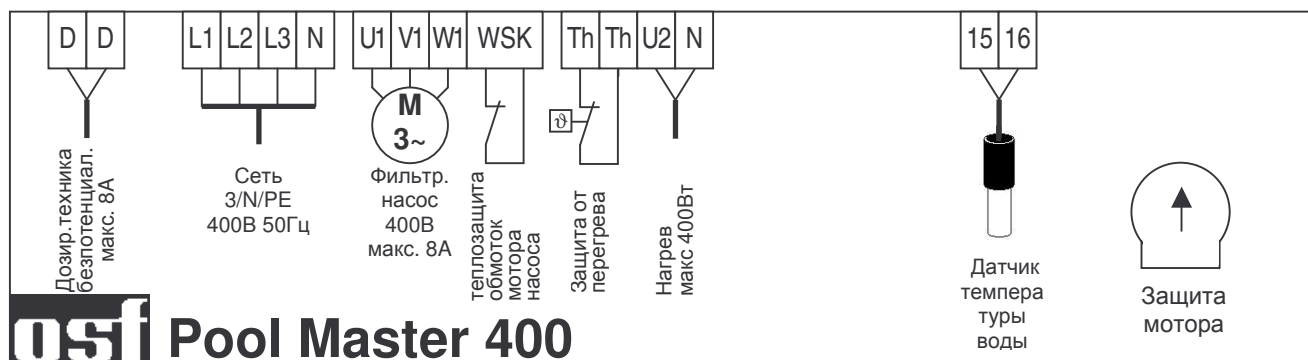 D D L1 L2 L3 N U1 V1 W1 WSK Th Th U2 N 15 16
Дозир.техника
безпотенциал.
макс. 8А
Сеть
3/N/PE
400В 50Гц
M
3~
Фильтр.
насос
400В
макс. 8А
теплозащита
обмоток
мотора
насоса
ϑ
Защита от
перегрева
Нагрев
макс 400Вт
Датчик
темпера
туры
воды
Защита
мотора
osf Pool Master 400